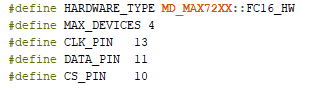 #define HARDWARE_TYPE MD_MAX72XX::FC16_HW
#define MAX_DEVICES 4
#define CLK_PIN   13
#define DATA_PIN  11
#define CS_PIN    10